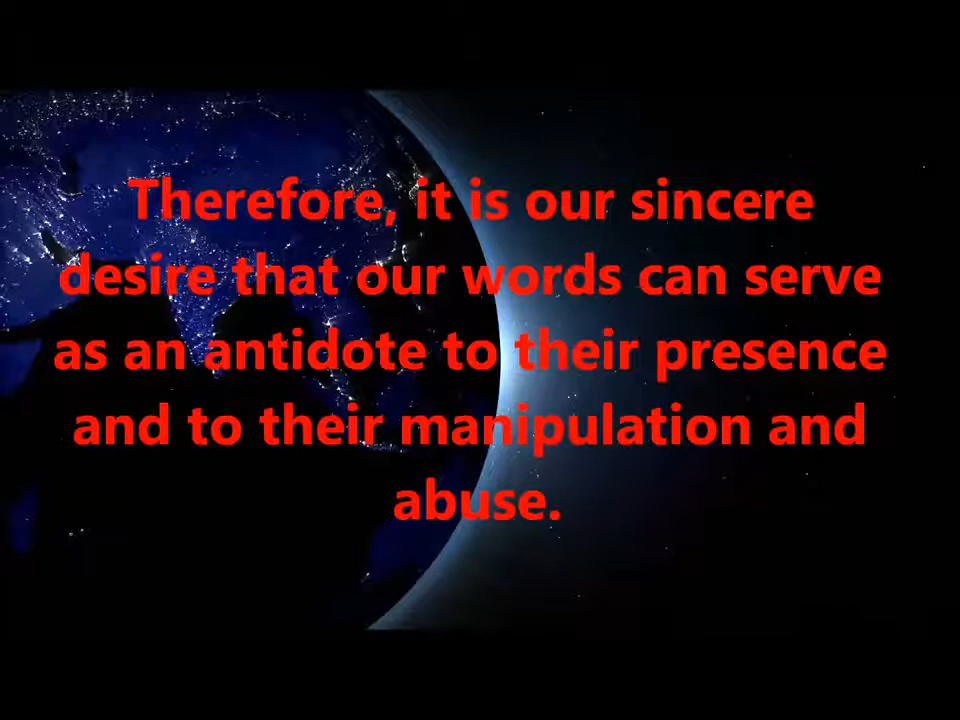 Therefore, it is our sincere
desire that our words can serve
as an antidote to their presence
and to their manipulation and
abuse.